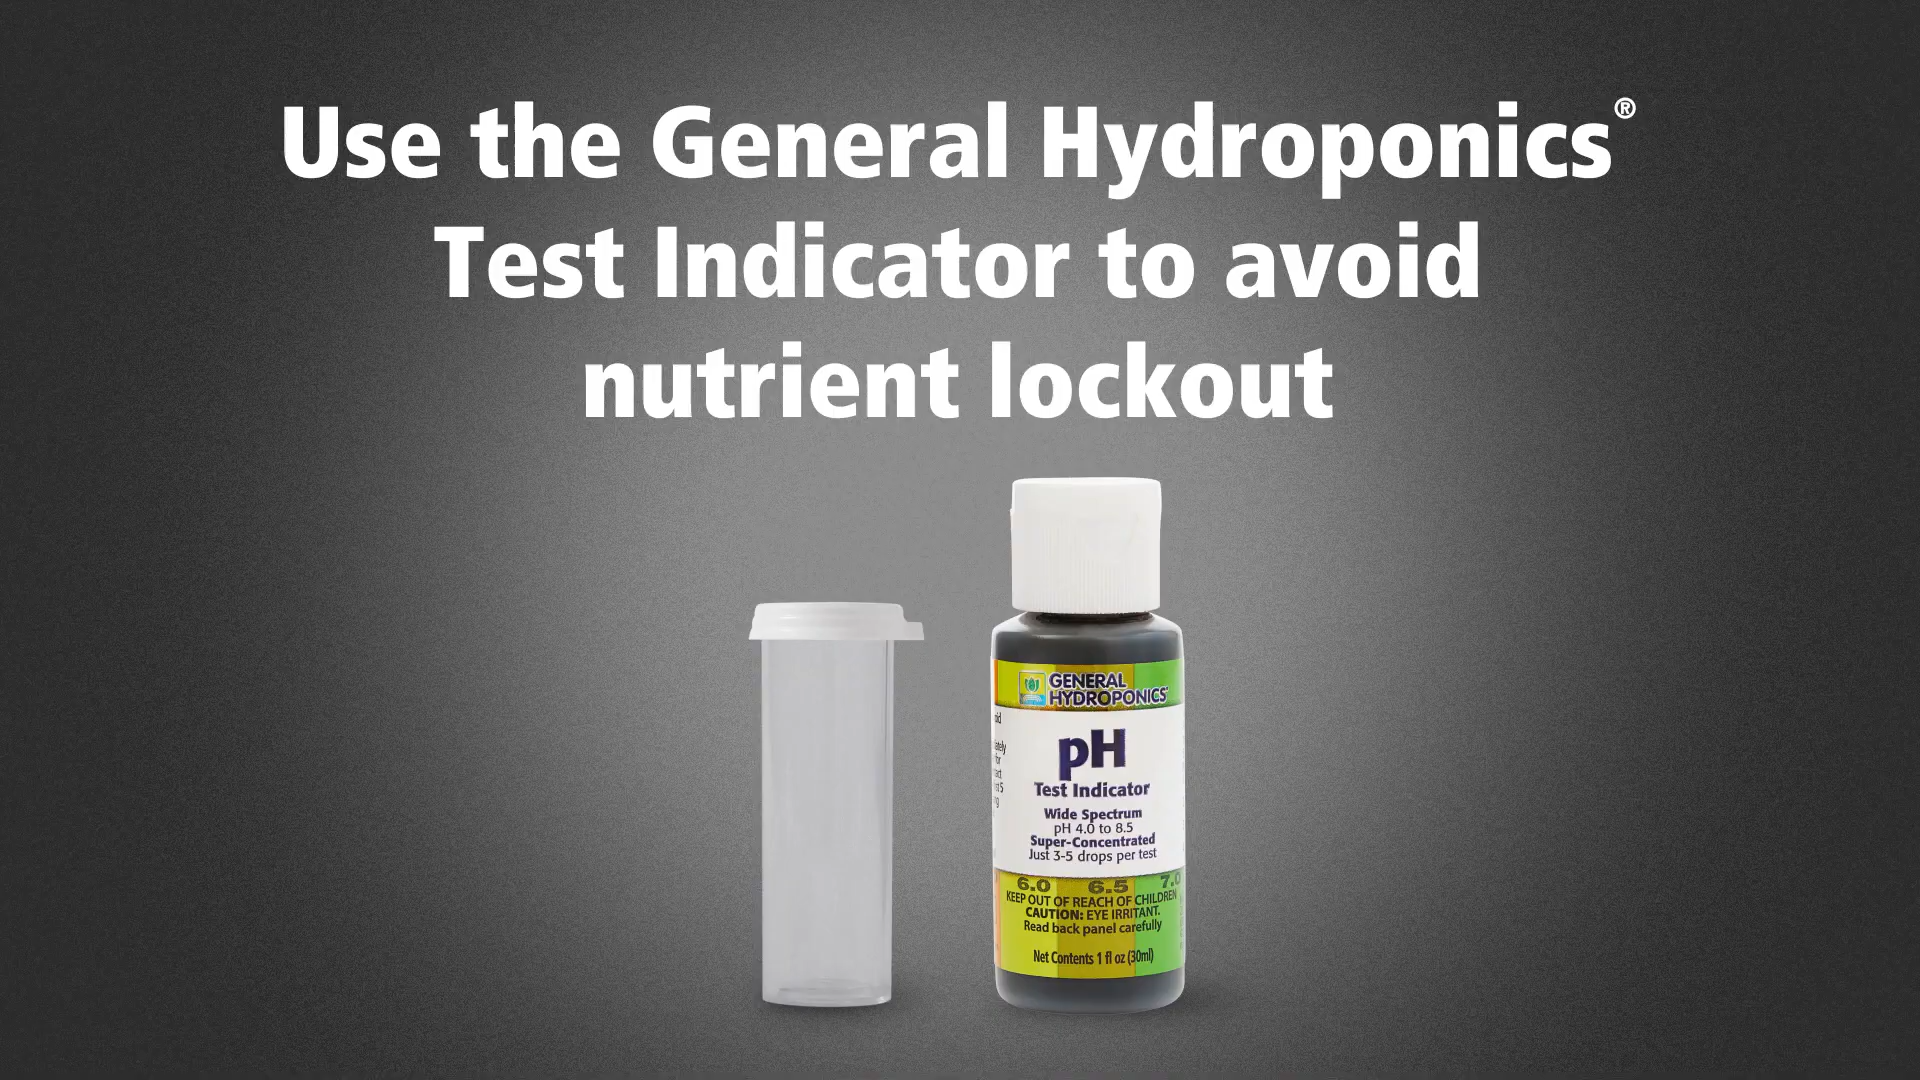 Use the General Hydroponics®
Test Indicator to avoid
nutrient lockout
GENERAL
HYDROPONICS
pH
Test Indicator
Wide Spectrum
pH 4.0 to 8.5
Super-Concentrated
Just 3-5 drops per test
6.0 6.5 7.0
KEEP OUT OF REACH OF CHILDREN
CAUTION: EYE IRRITANT.
Read back panel carefully
Net Contents 1 fl oz (30ml)